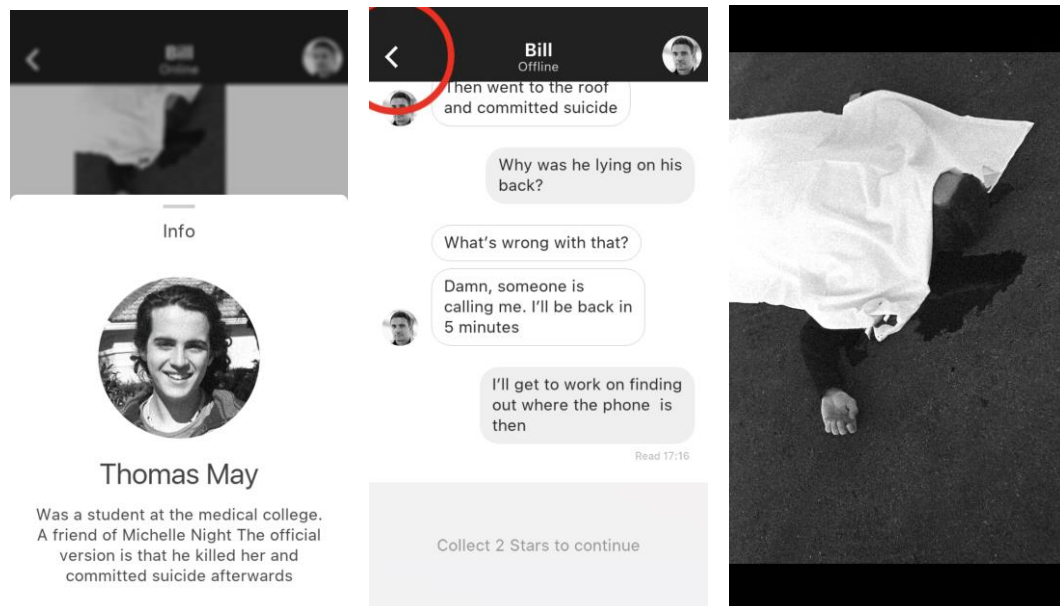 Bill
Online
Info
Thomas May
Was a student at the medical college.
A friend of Michelle Night The official
version is that he killed her and
committed suicide afterwards
Bill
Offline
Then went to the roof
and committed suicide
Why was he lying on his
back?
What's wrong with that?
Damn, someone is
calling me. I'll be back in
5 minutes
I'll get to work on finding
out where the phone  is
then
Read 17:16
Collect 2 Stars to continue